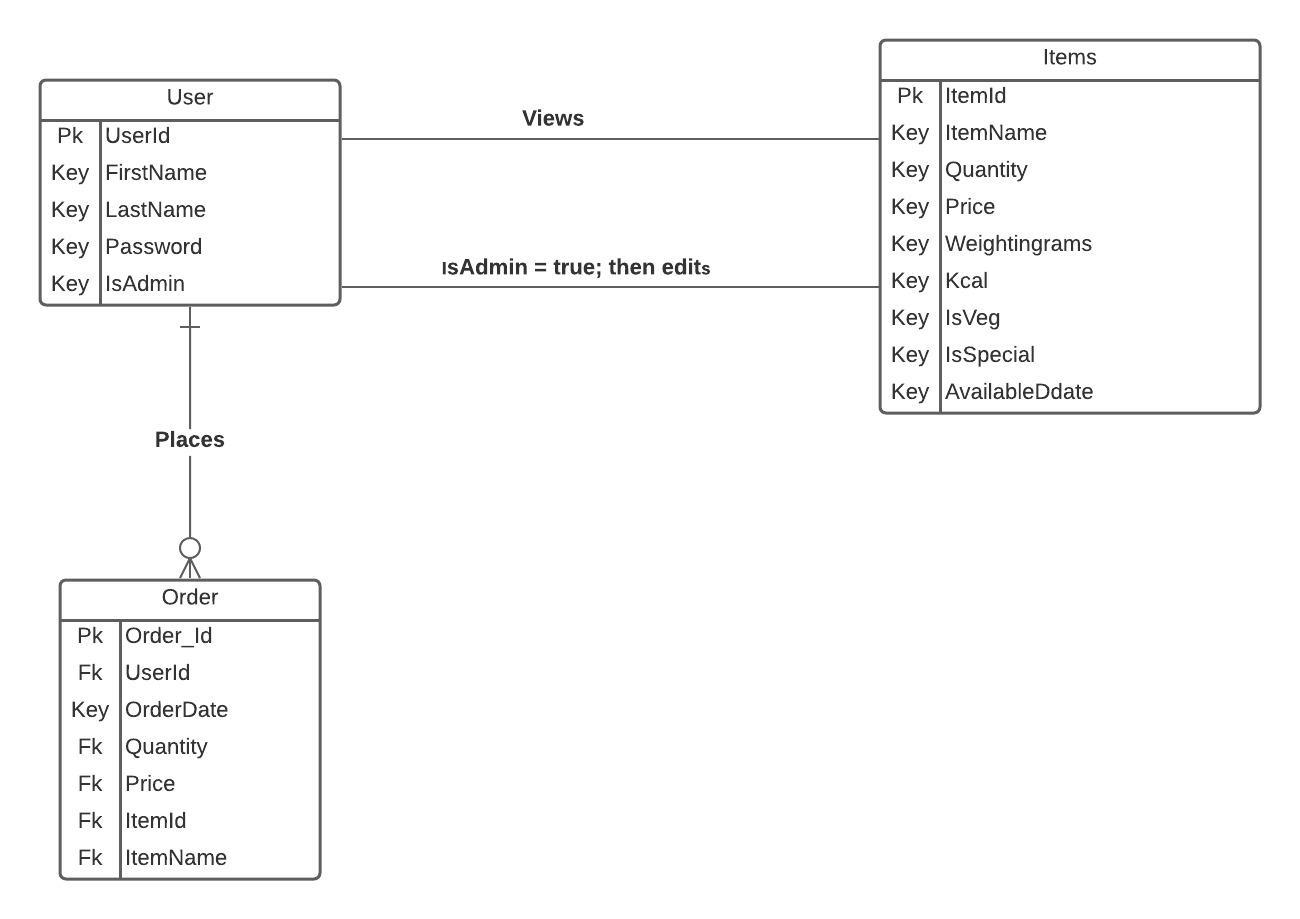 User
Pk UserId
Key FirstName
Key LastName
Key Password
Key IsAdmin
Views
IsAdmin = true; then edits
Items
Pk ItemId
Key ItemName
Key Quantity
Key Price
Key Weightingrams
Key Kcal
Key IsVeg
Key IsSpecial
Key AvailableDdate
Places
Order
Pk Order_Id
Fk UserId
Key OrderDate
Fk Quantity
Fk Price
Fk ItemId
Fk ItemName